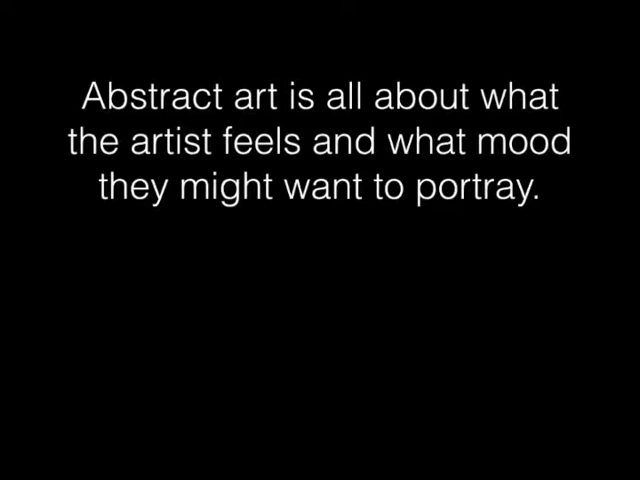 Abstract art is all about what
the artist feels and what mood
they might want to portray.